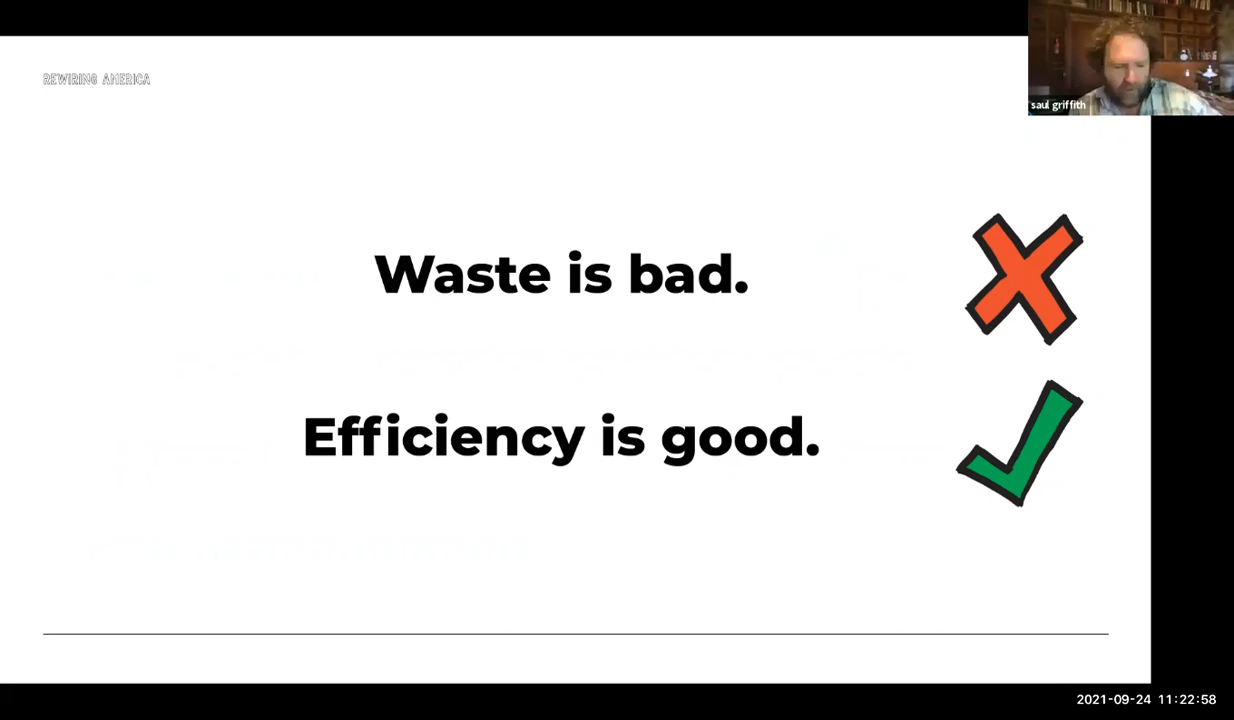 REWIRING AMERICA
saul griffith
Waste is bad.
Efficiency is good.
2021-09-24 11:22:58